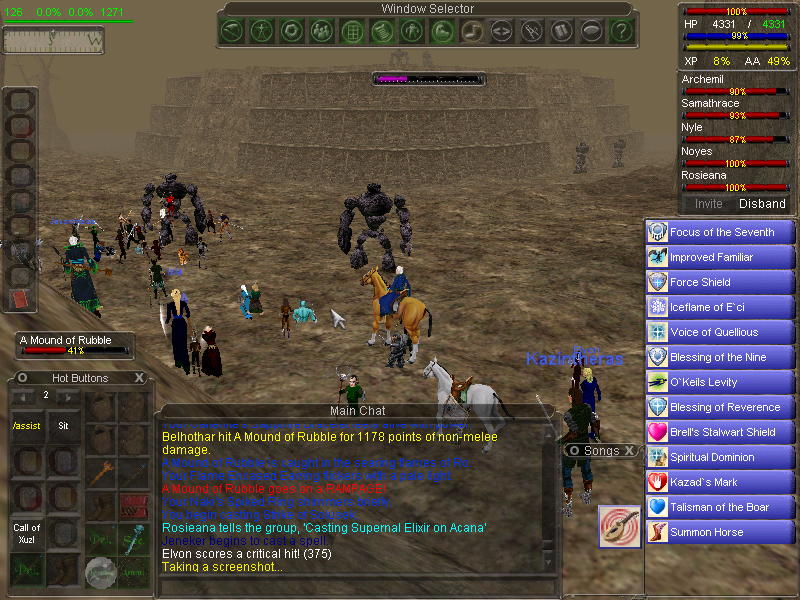 126 0.0% 0.0% 1271
Window Selector
100%
HP 4331 / 4331
99%
XP 8% AA 49%
W
Archemil
90%
Samathrace
93%
Nyle
87%
Noyes
100%
Rosieana
100%
Invite Disband
Focus of the Seventh
Improved Familiar
Force Shield
Iceflame of E`ci
Voice of Quellious
Blessing of the Nine
O`Keils Levity
Blessing of Reverence
Brell's Stalwart Shield
Spiritual Dominion
Kazad`s Mark
Talisman of the Boar
Summon Horse
A Mound of Rubble
41%
Hot Buttons X
2
/assist Sit
Call of
Xuzl
Main Chat
Belhothar hit A Mound of Rubble for 1178 points of non-melee
damage.
A Mound of Rubble goes on a RAMPAGE!
Rosieana tells the group, 'Casting Supernal Elixir on Acana'
Jeneker begins to cast a spell.
Elvon scores a critical hit! (375)
Taking a screenshot...
Songs X